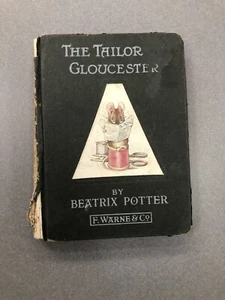 THE TAILOR
GLOUCESTER
BY
BEATRIX POTTER
F. WARNE & CO